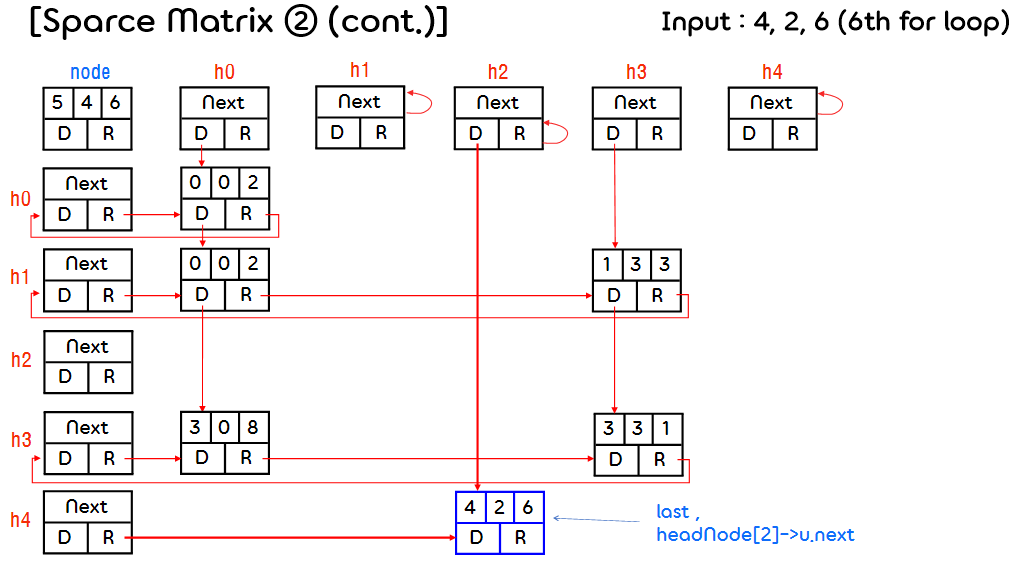 [Sparce Matrix ② (cont.)]
Input : 4, 2, 6 (6th for loop)
node h0 h1 h2 h3 h4
5 4 6 Next Next Next Next Next
D R D R D R D R D R D R
h0 Next 0 0 2
D R D R
h1 Next 0 0 2 1 3 3
D R D R D R
h2 Next
D R
h3 Next 3 0 8 3 3 1
D R D R D R
h4 Next 4 2 6
D R D R
last ,
headNode[2]->u.next